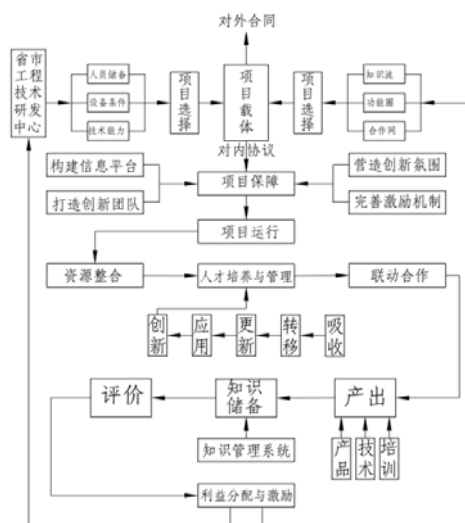 对外合同
省市
工程
技术
研发
中心
人员储备
设备条件
技术能力
项目选择
项目载体
项目选择
知识流
功能圈
合作网
对内协议
构建信息平台
打造创新团队
项目保障
营造创新氛围
完善激励机制
项目运行
资源整合
人才培养与管理
联动合作
创新
应用
更新
转移
吸收
评价
知识
储备
产出
知识管理系统
产品
技术
培训
利益分配与激励